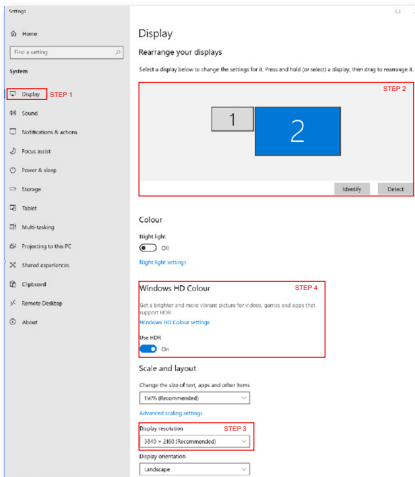 Settings
Home
Find a setting
System
Display STEP 1
Sound
Notifications & actions
Focus assist
Power & sleep
Storage
Tablet
Multi-tasking
Projecting to this PC
Shared experiences
Clipboard
Remote Desktop
About
Display
Rearrange your displays
Select a display below to change the settings for it. Press and hold (or select) a display, then drag to rearrange it.
STEP 2
1
2
Identify Detect
Colour
Night light
Off
Night light settings
Windows HD Colour STEP 4
Get a brighter and more vibrant picture for videos, games and apps that
support HDR.
Windows HD Colour settings
Use HDR
On
Scale and layout
Change the size of text, apps and other items
(Recommended)
Advanced scaling settings
Display resolution STEP 3
3840 × 2160 (Recommended)
Display orientation
Landscape